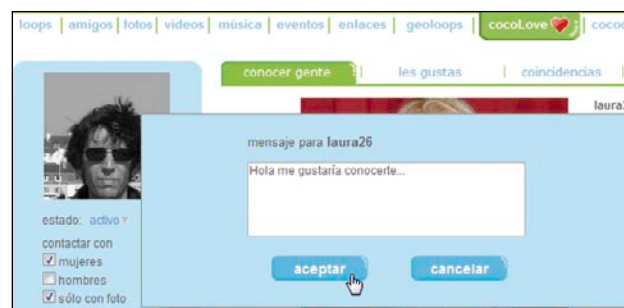 loops | amigos | fotos | videos | música | eventos | enlaces | geoloops | cocoLove
conocer gente | les gustas | coincidencias
mensaje para laura26
Hola me gustaría conocerte...
estado: activo
contactar con
mujeres
hombres
sólo con foto
aceptar cancelar